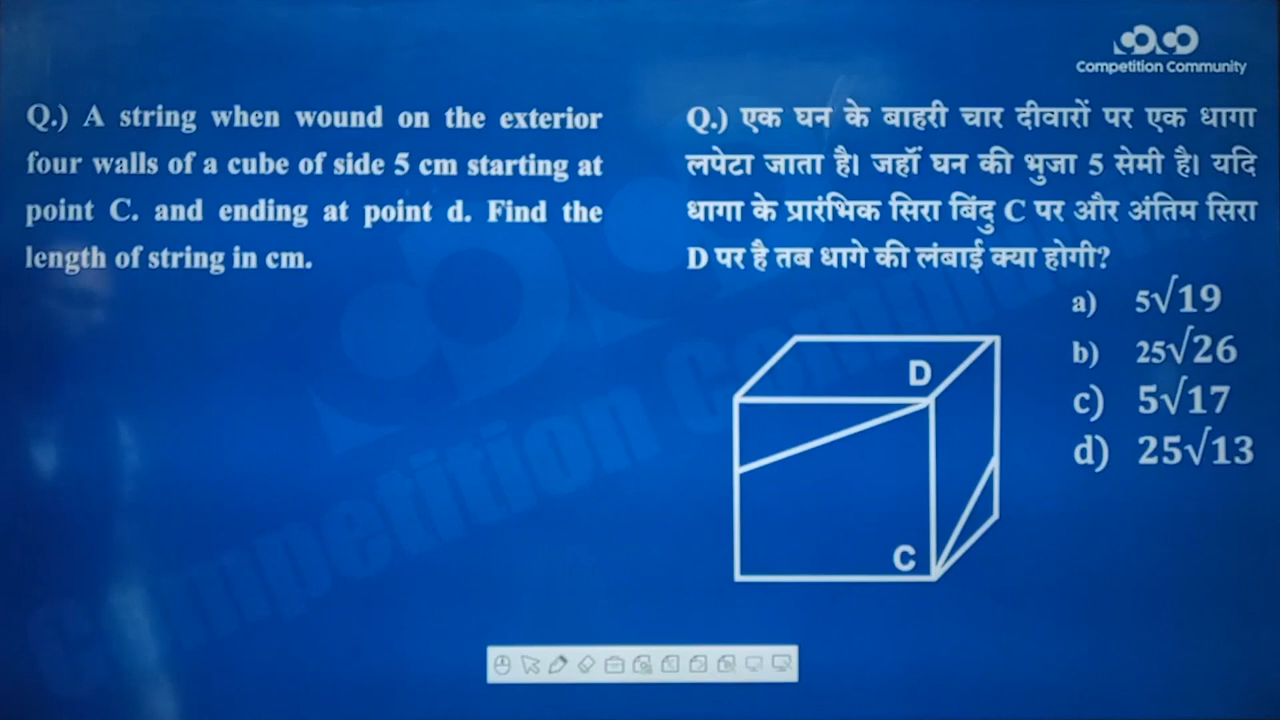 Competition Community
Q.) A string when wound on the exterior
four walls of a cube of side 5 cm starting at
point C. and ending at point d. Find the
length of string in cm.
Q.) एक घन के बाहरी चार दीवारों पर एक धागा
लपेटा जाता है। जहाॅं घन की भुजा 5 सेमी है। यदि
धागा के प्रारंभिक सिरा बिंदु C पर और अंतिम सिरा
D पर है तब धागे की लंबाई क्या होगी?
a) 5√19
b) 25√26
c) 5√17
d) 25√13
D
C
Competition Community